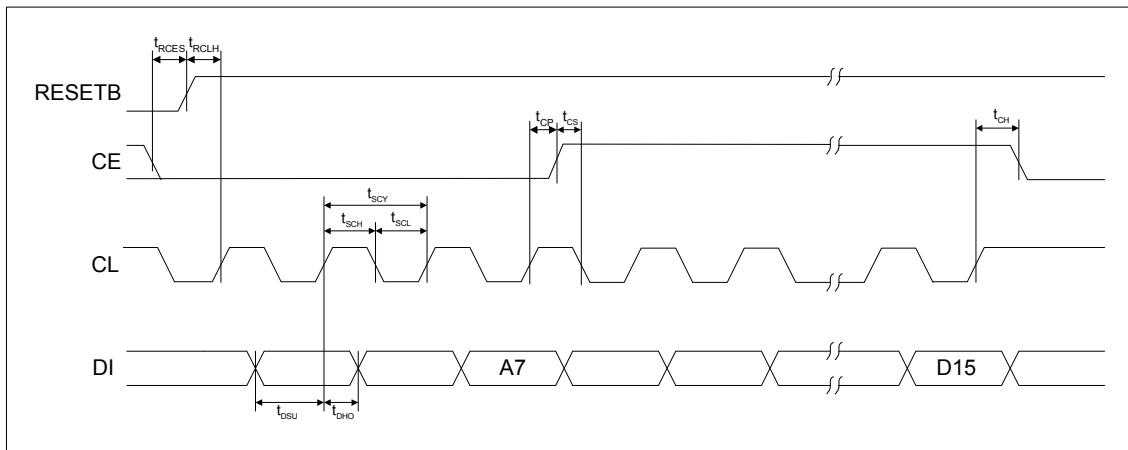 tRCES tRCLH
RESETB
tCP tCS tCH
CE
tSCY
tSCH tSCL
CL
DI A7 D15
tDSU tDHO